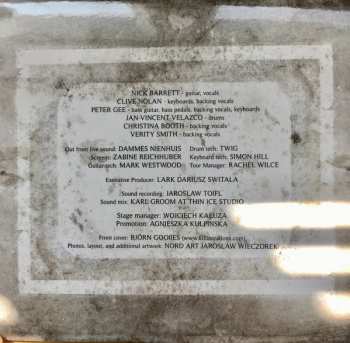 NICK BARRETT - guitar, vocals
CLIVE NOLAN - keyboards, backing vocals
PETER GEE - bass guitar, bass pedals, backing vocals, keyboards
JAN-VINCENT VELAZCO - drums
CHRISTINA BOOTH - backing vocals
VERITY SMITH - backing vocals
Out front live sound: DAMMES NIENHUIS Drum tech: TWIG
Screens: ZABINE REICHHUBER Keyboard tech: SIMON HILL
Guitar tech: MARK WESTWOOD Tour Manager: RACHEL WILCE
Executive Producer: LARK DARIUSZ SWITALA
Sound recording: JAROSLAW TOIFL
Sound mix: KARL GROOM AT THIN ICE STUDIO
Stage manager: WOJCIECH KALUZA
Promotion: AGNIESZKA KULPINSKA
Front cover: BJÖRN GOOßES
Photos, layout, and additional artwork: NORD ART JAROSLAW WIECZOREK